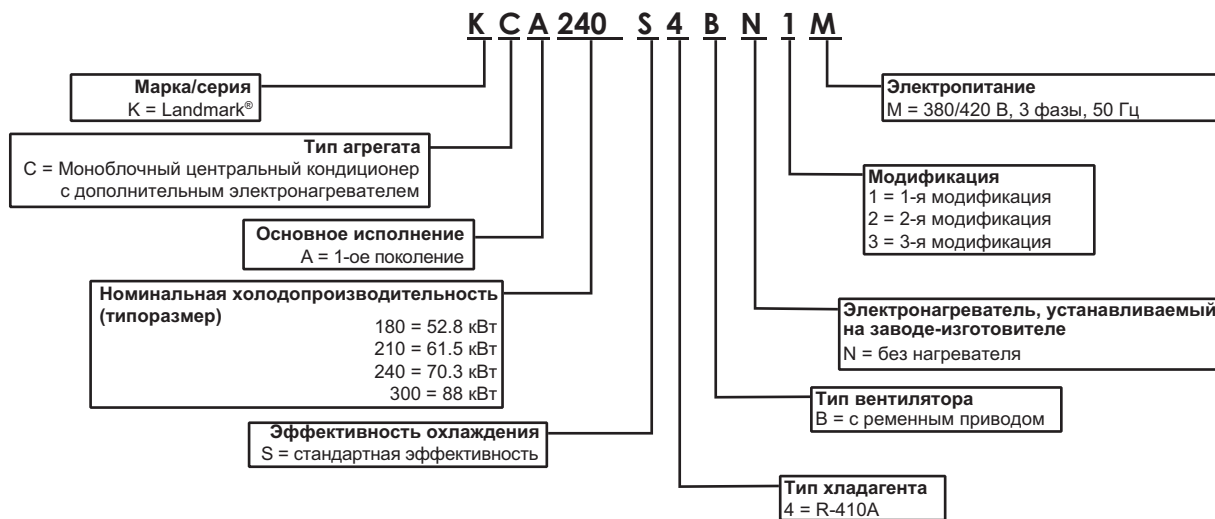 K C A 240 S 4 B N 1 M
Марка/серия
K = Landmark®
Тип агрегата
C = Моноблочный центральный кондиционер
с дополнительным электронагревателем
Основное исполнение
A = 1-ое поколение
Номинальная холодопроизводительность
(типоразмер)
180 = 52.8 кВт
210 = 61.5 кВт
240 = 70.3 кВт
300 = 88 кВт
Эффективность охлаждения
S = стандартная эффективность
Электропитание
M = 380/420 В, 3 фазы, 50 Гц
Модификация
1 = 1-я модификация
2 = 2-я модификация
3 = 3-я модификация
Электронагреватель, устанавливаемый
на заводе-изготовителе
N = без нагревателя
Тип вентилятора
B = с ременным приводом
Тип хладагента
4 = R-410A